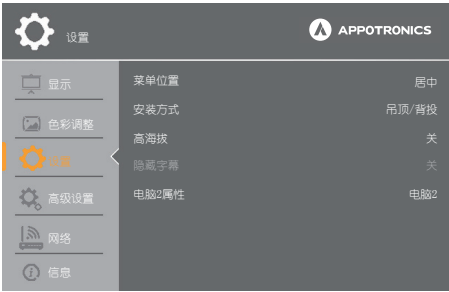 设置
APPOTRONICS
显示
色彩调整
设置
高级设置
网络
信息
菜单位置 居中
安装方式 吊顶/背投
高海拔 关
隐藏字幕 关
电脑2属性 电脑2